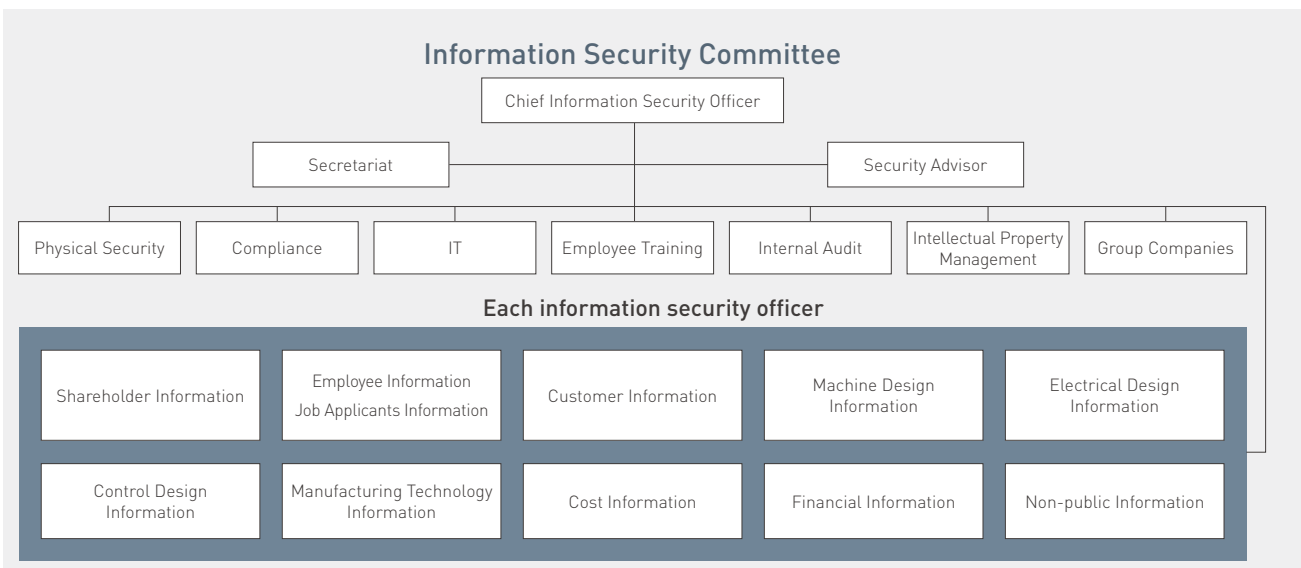 Information Security Committee
Chief Information Security Officer
Secretariat
Security Advisor
Physical Security
Compliance
IT
Employee Training
Internal Audit
Intellectual Property
Management
Group Companies
Each information security officer
Shareholder Information
Employee Information
Job Applicants Information
Customer Information
Machine Design
Information
Electrical Design
Information
Control Design
Information
Manufacturing Technology
Information
Cost Information
Financial Information
Non-public Information